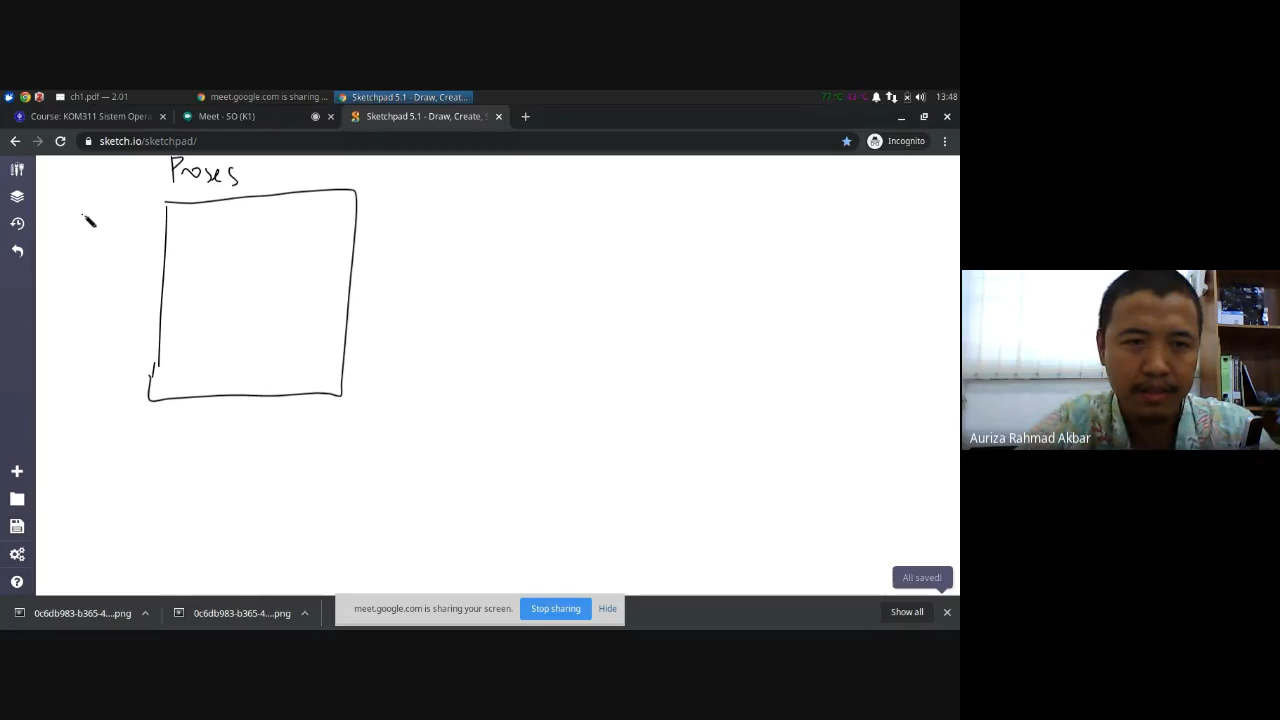 ch1.pdf — 2.01
meet.google.com is sharing ...
Sketchpad 5.1 - Draw, Creat...
77°C
13:48
Course: KOM311 Sistem Opera
Meet - SO (K1)
Sketchpad 5.1 - Draw, Create, S
sketch.io/sketchpad/
Incognito
Proses
Auriza Rahmad Akbar
All saved!
0c6db983-b365-4....png
0c6db983-b365-4....png
meet.google.com is sharing your screen.
Stop sharing
Hide
Show all